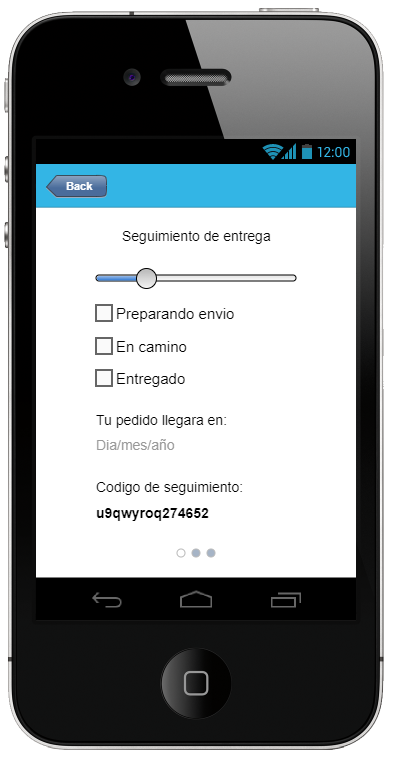 12:00
Back
Seguimiento de entrega
Preparando envio
En camino
Entregado
Tu pedido llegara en:
Dia/mes/año
Codigo de seguimiento:
u9qwyroq274652